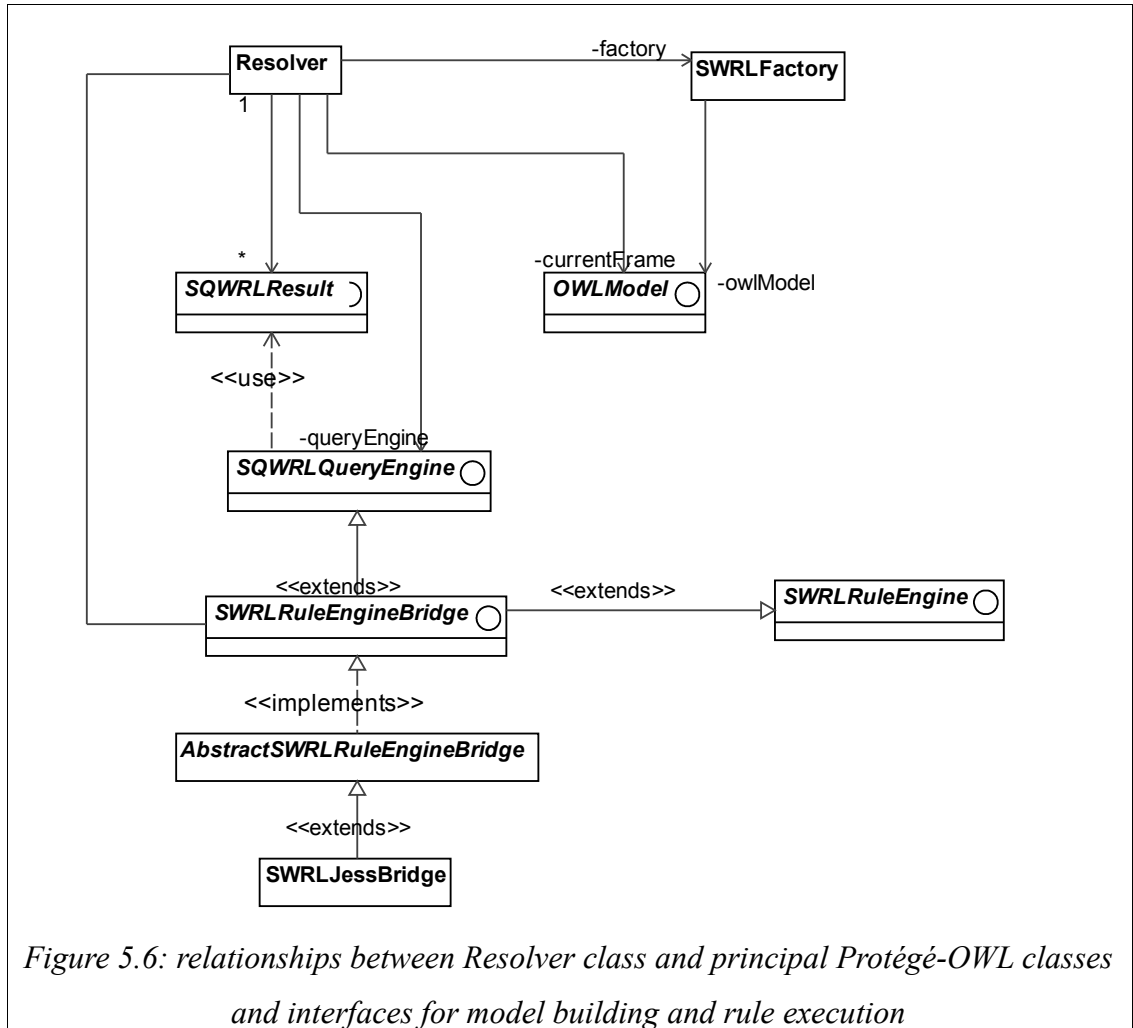 -factory
Resolver
SWRLFactory
1
*
-currentFrame
SQWRLResult
OWLModel
-owlModel
<<use>>
-queryEngine
SQWRLQueryEngine
<<extends>>
<<extends>>
SWRLRuleEngineBridge
SWRLRuleEngine
<<implements>>
AbstractSWRLRuleEngineBridge
<<extends>>
SWRLJessBridge
Figure 5.6: relationships between Resolver class and principal Protégé-OWL classes
and interfaces for model building and rule execution